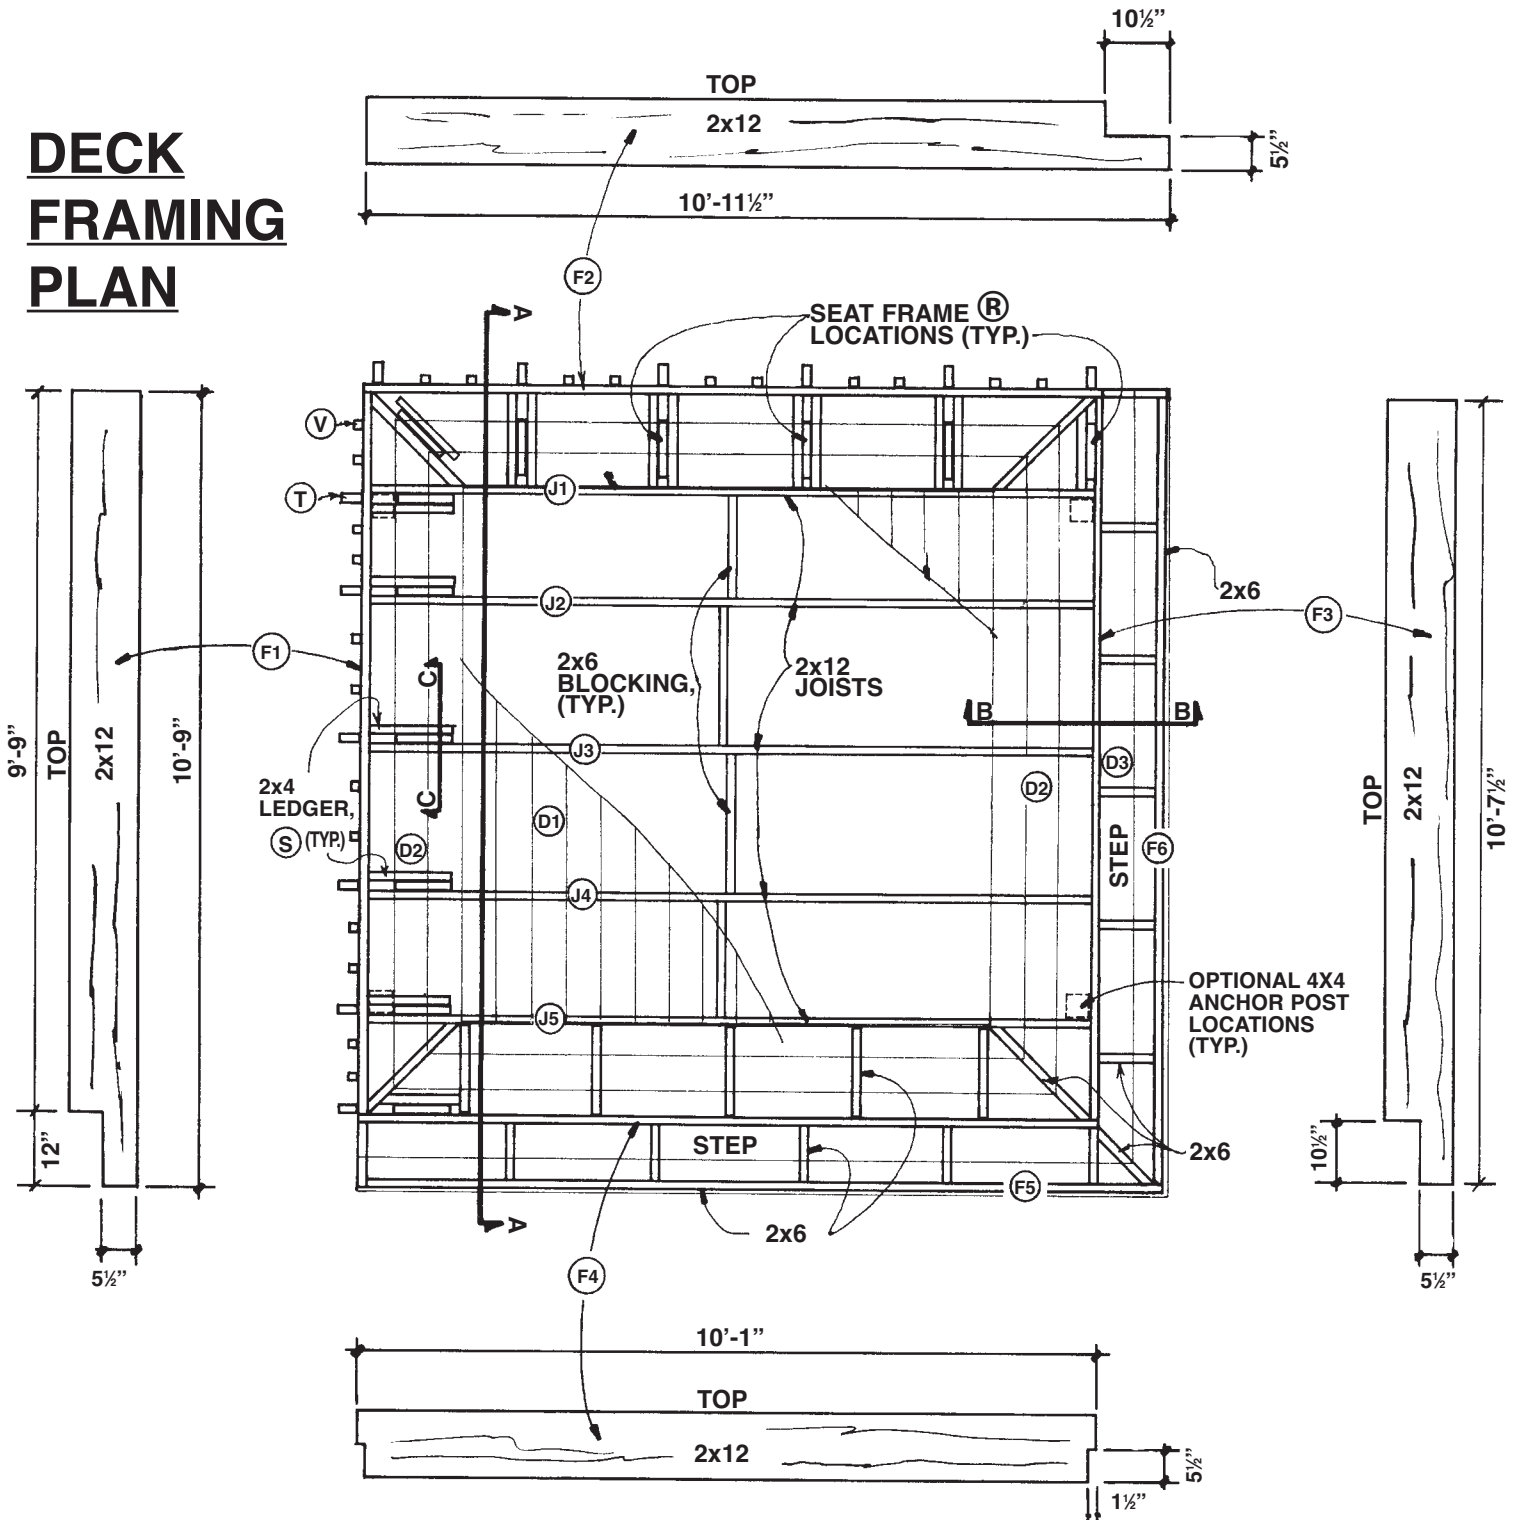 10½”
TOP
2x12
5½”
10’-11½”
DECK
FRAMING
PLAN
F2
A
SEAT FRAME R
LOCATIONS (TYP.)
V
T
J1
2x6
J2
F1
F3
C
2x6
BLOCKING,
(TYP.)
2x12
JOISTS
B
B
9’-9”
TOP
2x12
10’-9”
J3
D3
D2
2x4
LEDGER,
S (TYP.)
C
D1
D2
TOP
2x12
10’-7½”
STEP
F6
J4
OPTIONAL 4X4
ANCHOR POST
LOCATIONS
(TYP.)
J5
12”
STEP
2x6
10½”
F5
A
2x6
5½”
F4
5½”
10’-1”
TOP
2x12
5½”
1½”